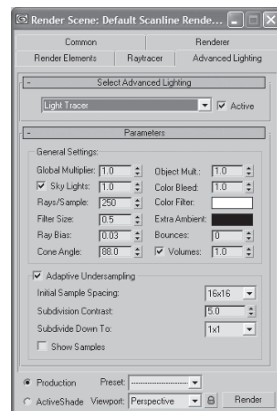 Render Scene: Default Scanline Rende...
Common Renderer
Render Elements Raytracer Advanced Lighting
- Select Advanced Lighting
Light Tracer Active
- Parameters
General Settings:
Global Multiplier: 1.0 Object Mult.: 1.0
Sky Lights: 1.0 Color Bleed: 1.0
Rays/Sample: 250 Color Filter:
Filter Size: 0.5 Extra Ambient:
Ray Bias: 0.03 Bounces: 0
Cone Angle: 88.0 Volumes: 1.0
Adaptive Undersampling
Initial Sample Spacing: 16x16
Subdivision Contrast: 5.0
Subdivide Down To: 1x1
Show Samples
Production Preset: --------------------
ActiveShade Viewport: Perspective Render